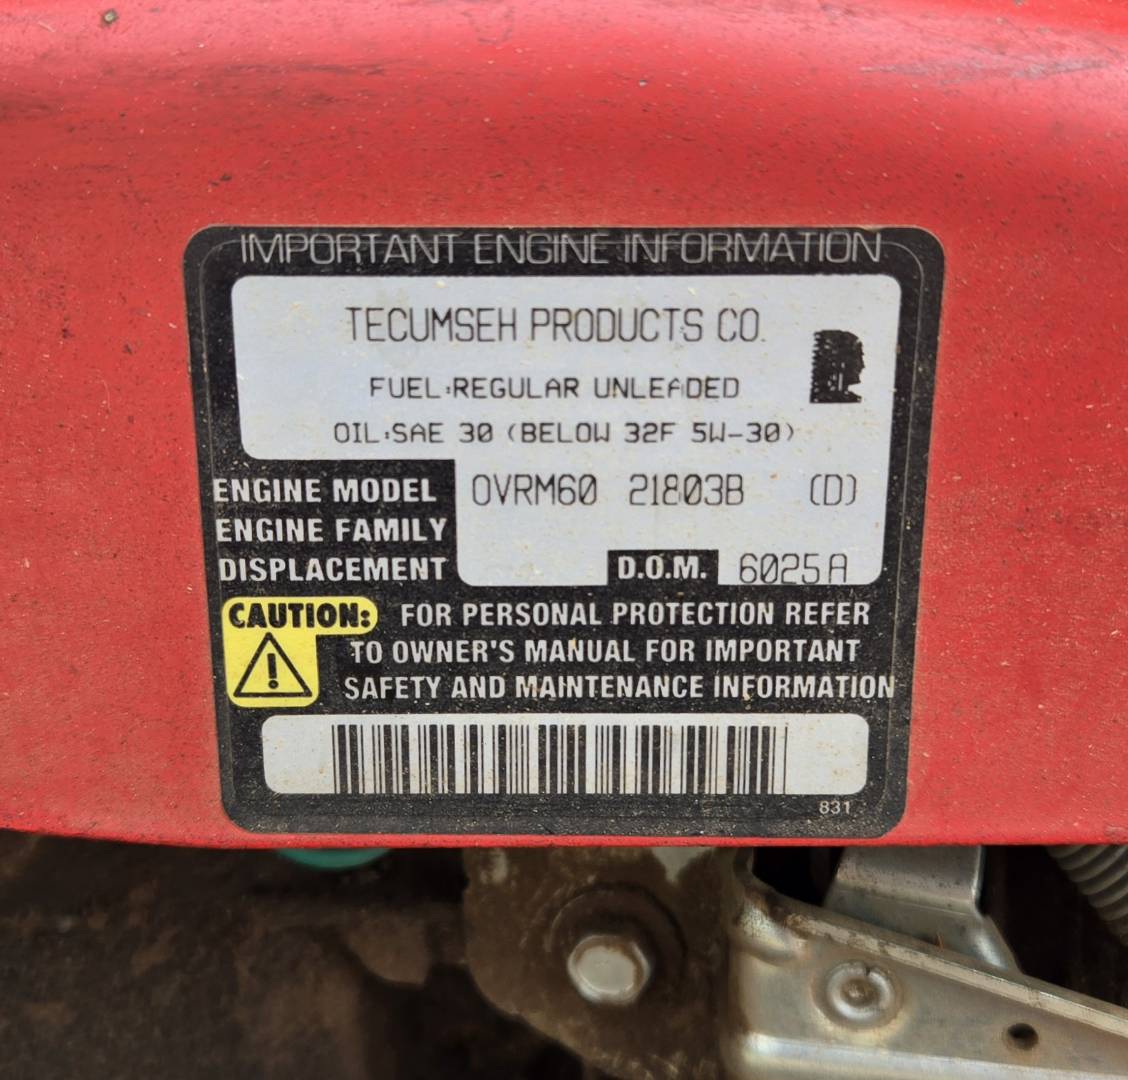 IMPORTANT ENGINE INFORMATION
TECUMSEH PRODUCTS CO.
FUEL:REGULAR UNLEADED
OIL:SAE 30 (BELOW 32F 5W-30)
ENGINE MODEL OVRM60 21803B (D)
ENGINE FAMILY
DISPLACEMENT D.O.M. 6025A
CAUTION: FOR PERSONAL PROTECTION REFER
TO OWNER'S MANUAL FOR IMPORTANT
SAFETY AND MAINTENANCE INFORMATION
831